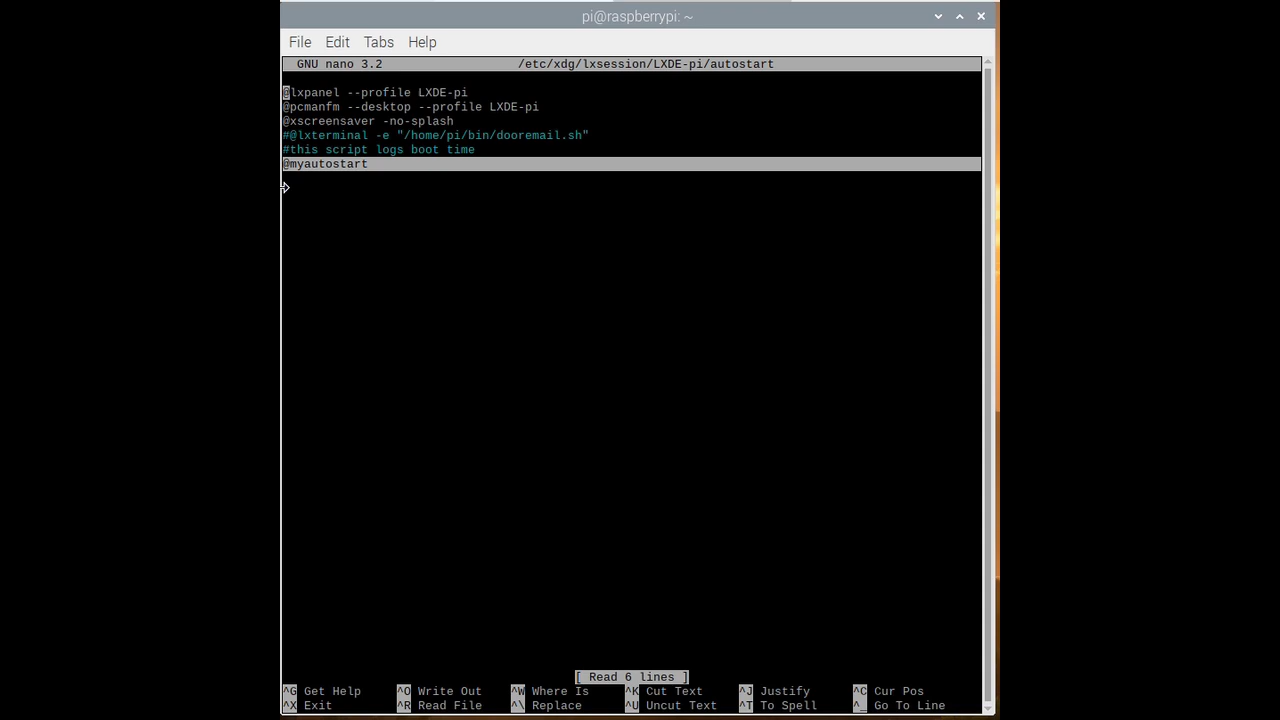 pi@raspberrypi: ~
File Edit Tabs Help
GNU nano 3.2 /etc/xdg/lxsession/LXDE-pi/autostart
@lxpanel --profile LXDE-pi
@pcmanfm --desktop --profile LXDE-pi
@xscreensaver -no-splash
#@lxterminal -e "/home/pi/bin/dooremail.sh"
#this script logs boot time
@myautostart
[ Read 6 lines ]
^G Get Help ^O Write Out ^W Where Is ^K Cut Text ^J Justify ^C Cur Pos
^X Exit ^R Read File ^\ Replace ^U Uncut Text ^T To Spell ^_ Go To Line